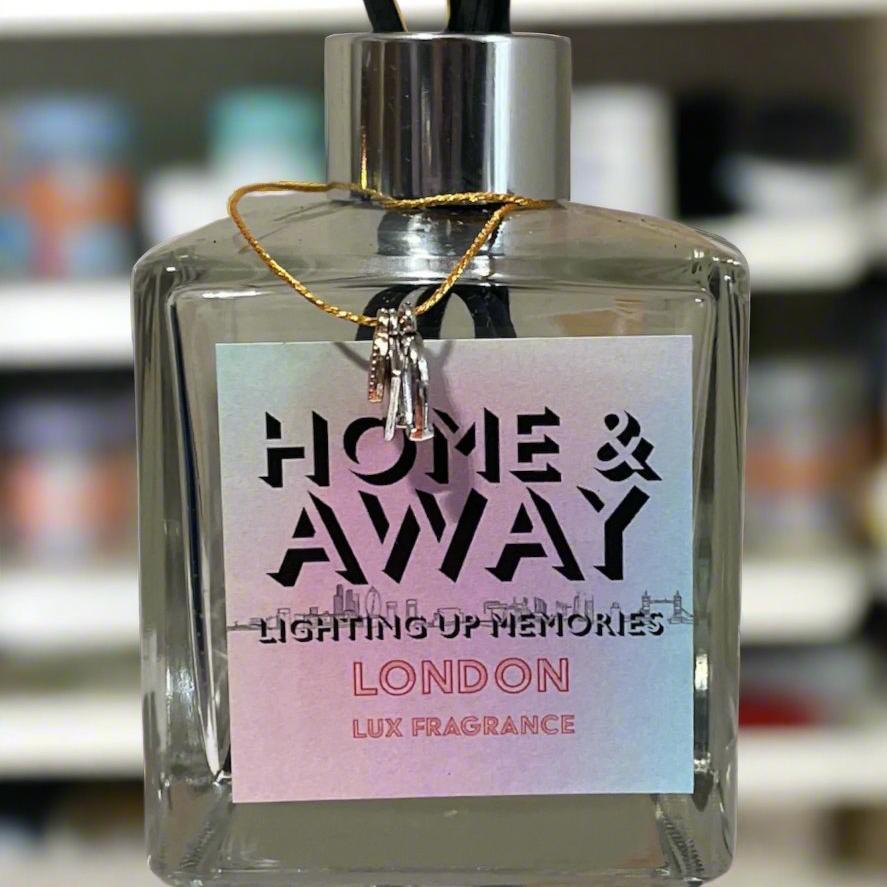 HOME &
AWAY
LIGHTING UP MEMORIES
LONDON
LUX FRAGRANCE